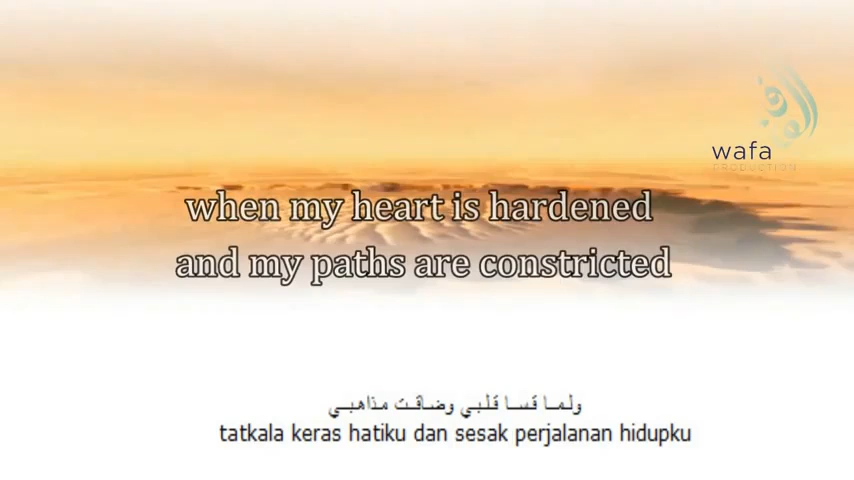 wafa
PRODUCTION
when my heart is hardened
and my paths are constricted
ولما قسا قلبي وضاقت مذاهبي
tatkala keras hatiku dan sesak perjalanan hidupku